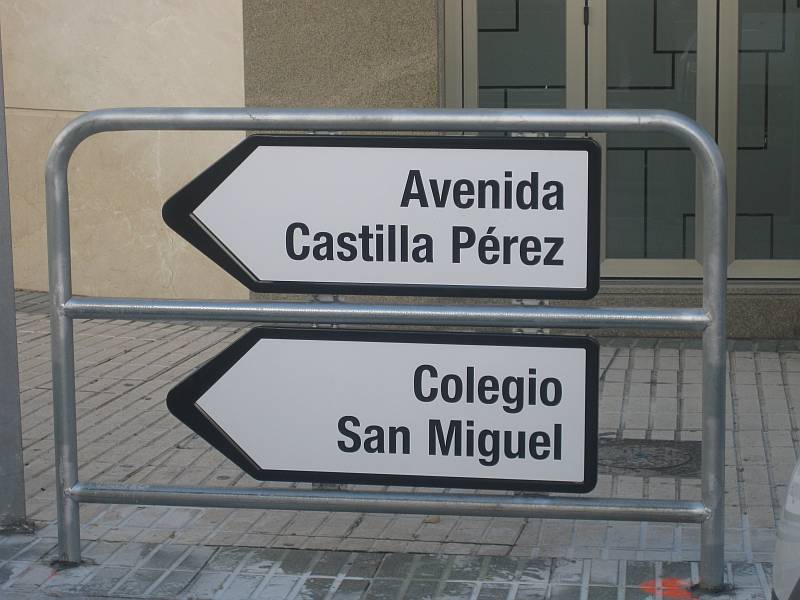 Avenida
Castilla Pérez
Colegio
San Miguel